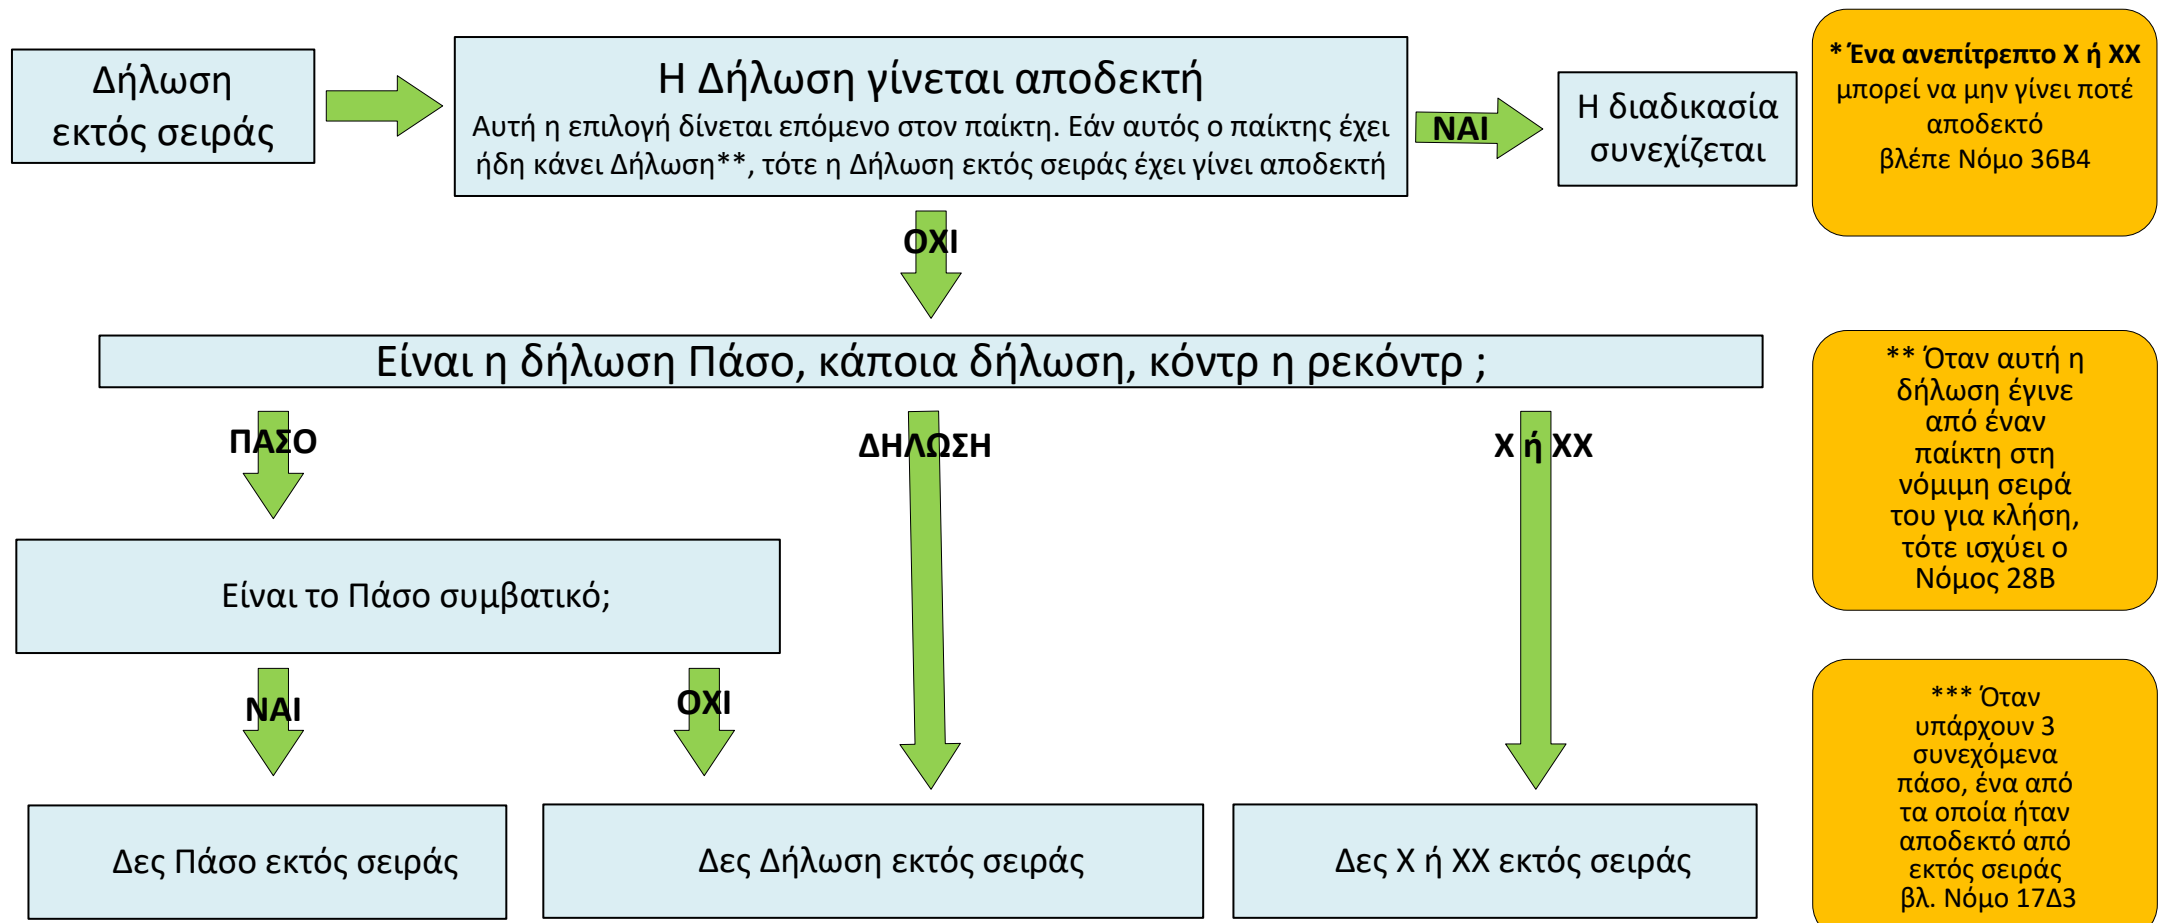 Δήλωση
εκτός σειράς
Η Δήλωση γίνεται αποδεκτή
Αυτή η επιλογή δίνεται επόμενο στον παίκτη. Εάν αυτός ο παίκτης έχει
ήδη κάνει Δήλωση**, τότε η Δήλωση εκτός σειράς έχει γίνει αποδεκτή
ΝΑΙ
Η διαδικασία
συνεχίζεται
* Ένα ανεπίτρεπτο Χ ή ΧΧ
μπορεί να μην γίνει ποτέ
αποδεκτό
βλέπε Νόμο 36Β4
ΟΧΙ
Είναι η δήλωση Πάσο, κάποια δήλωση, κόντρ η ρεκόντρ ;
** Όταν αυτή η
δήλωση έγινε
από έναν
παίκτη στη
νόμιμη σειρά
του για κλήση,
τότε ισχύει ο
Νόμος 28Β
ΠΑΣΟ
ΔΗΛΩΣΗ
Χ ή ΧΧ
Είναι το Πάσο συμβατικό;
ΝΑΙ
ΟΧΙ
*** Όταν
υπάρχουν 3
συνεχόμενα
πάσο, ένα από
τα οποία ήταν
αποδεκτό από
εκτός σειράς
βλ. Νόμο 17Δ3
Δες Πάσο εκτός σειράς
Δες Δήλωση εκτός σειράς
Δες Χ ή ΧΧ εκτός σειράς